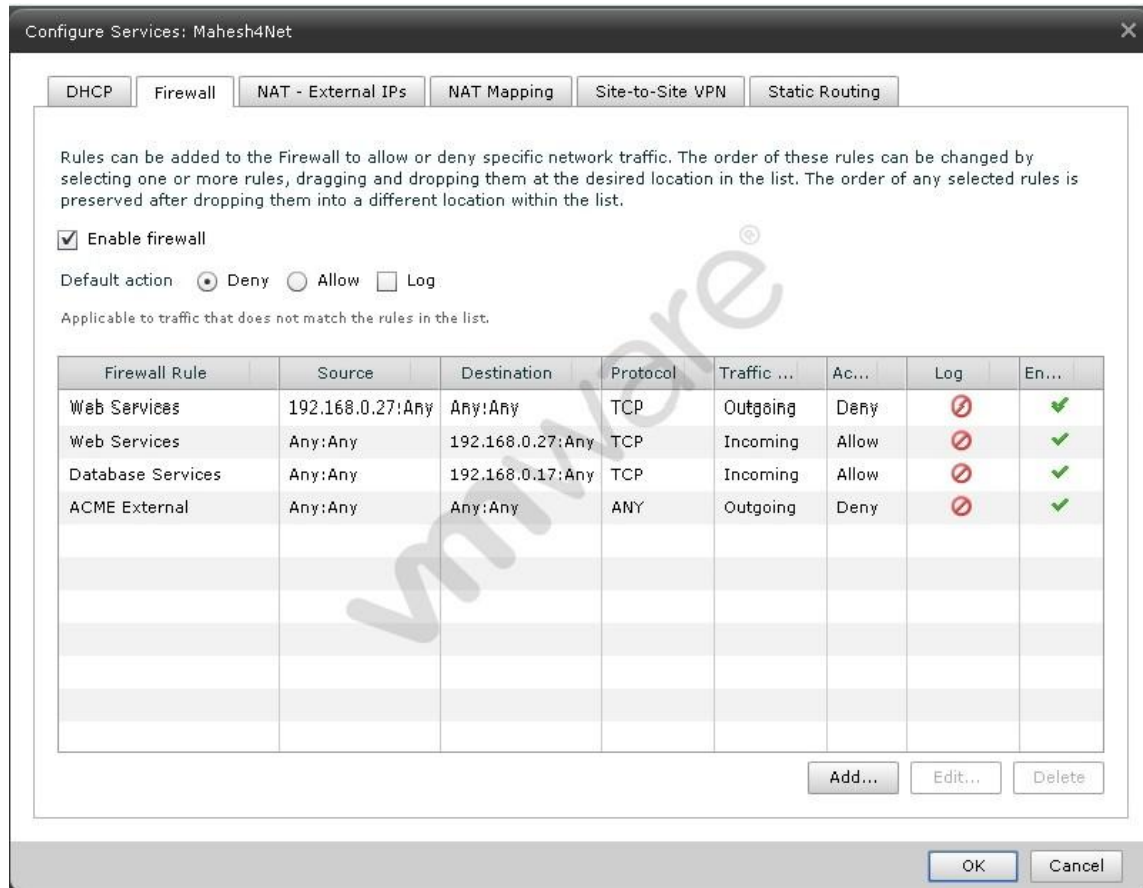 Configure Services: Mahesh4Net
DHCP Firewall NAT - External IPs NAT Mapping Site-to-Site VPN Static Routing
Rules can be added to the Firewall to allow or deny specific network traffic. The order of these rules can be changed by
selecting one or more rules, dragging and dropping them at the desired location in the list. The order of any selected rules is
preserved after dropping them into a different location within the list.
Enable firewall
Default action Deny Allow Log
Applicable to traffic that does not match the rules in the list.
Firewall Rule Source Destination Protocol Traffic ... Ac... Log En...
Web Services 192.168.0.27:Any Any:Any TCP Outgoing Deny
Web Services Any:Any 192.168.0.27:Any TCP Incoming Allow
Database Services Any:Any 192.168.0.17:Any TCP Incoming Allow
ACME External Any:Any Any:Any ANY Outgoing Deny
vmware®
Add... Edit... Delete
OK Cancel